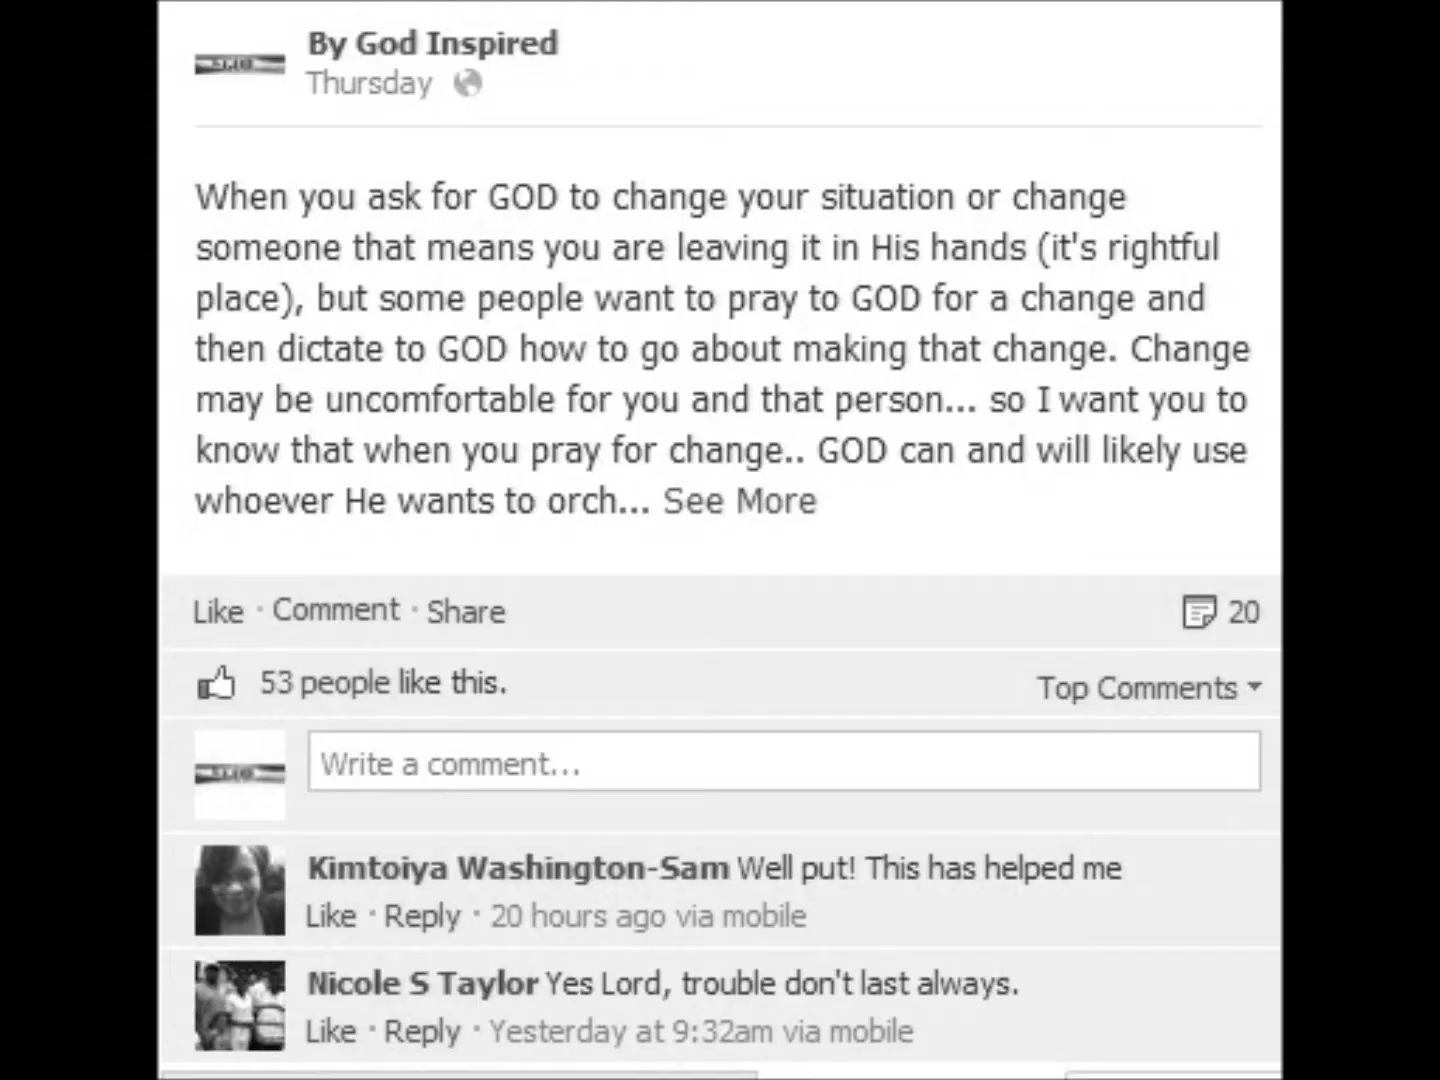 By God Inspired
Thursday
When you ask for GOD to change your situation or change
someone that means you are leaving it in His hands (it's rightful
place), but some people want to pray to GOD for a change and
then dictate to GOD how to go about making that change. Change
may be uncomfortable for you and that person... so I want you to
know that when you pray for change.. GOD can and will likely use
whoever He wants to orch... See More
Like · Comment · Share 20
53 people like this. Top Comments
Write a comment...
Kimtoiya Washington-Sam Well put! This has helped me
Like · Reply · 20 hours ago via mobile
Nicole S Taylor Yes Lord, trouble don't last always.
Like · Reply · Yesterday at 9:32am via mobile